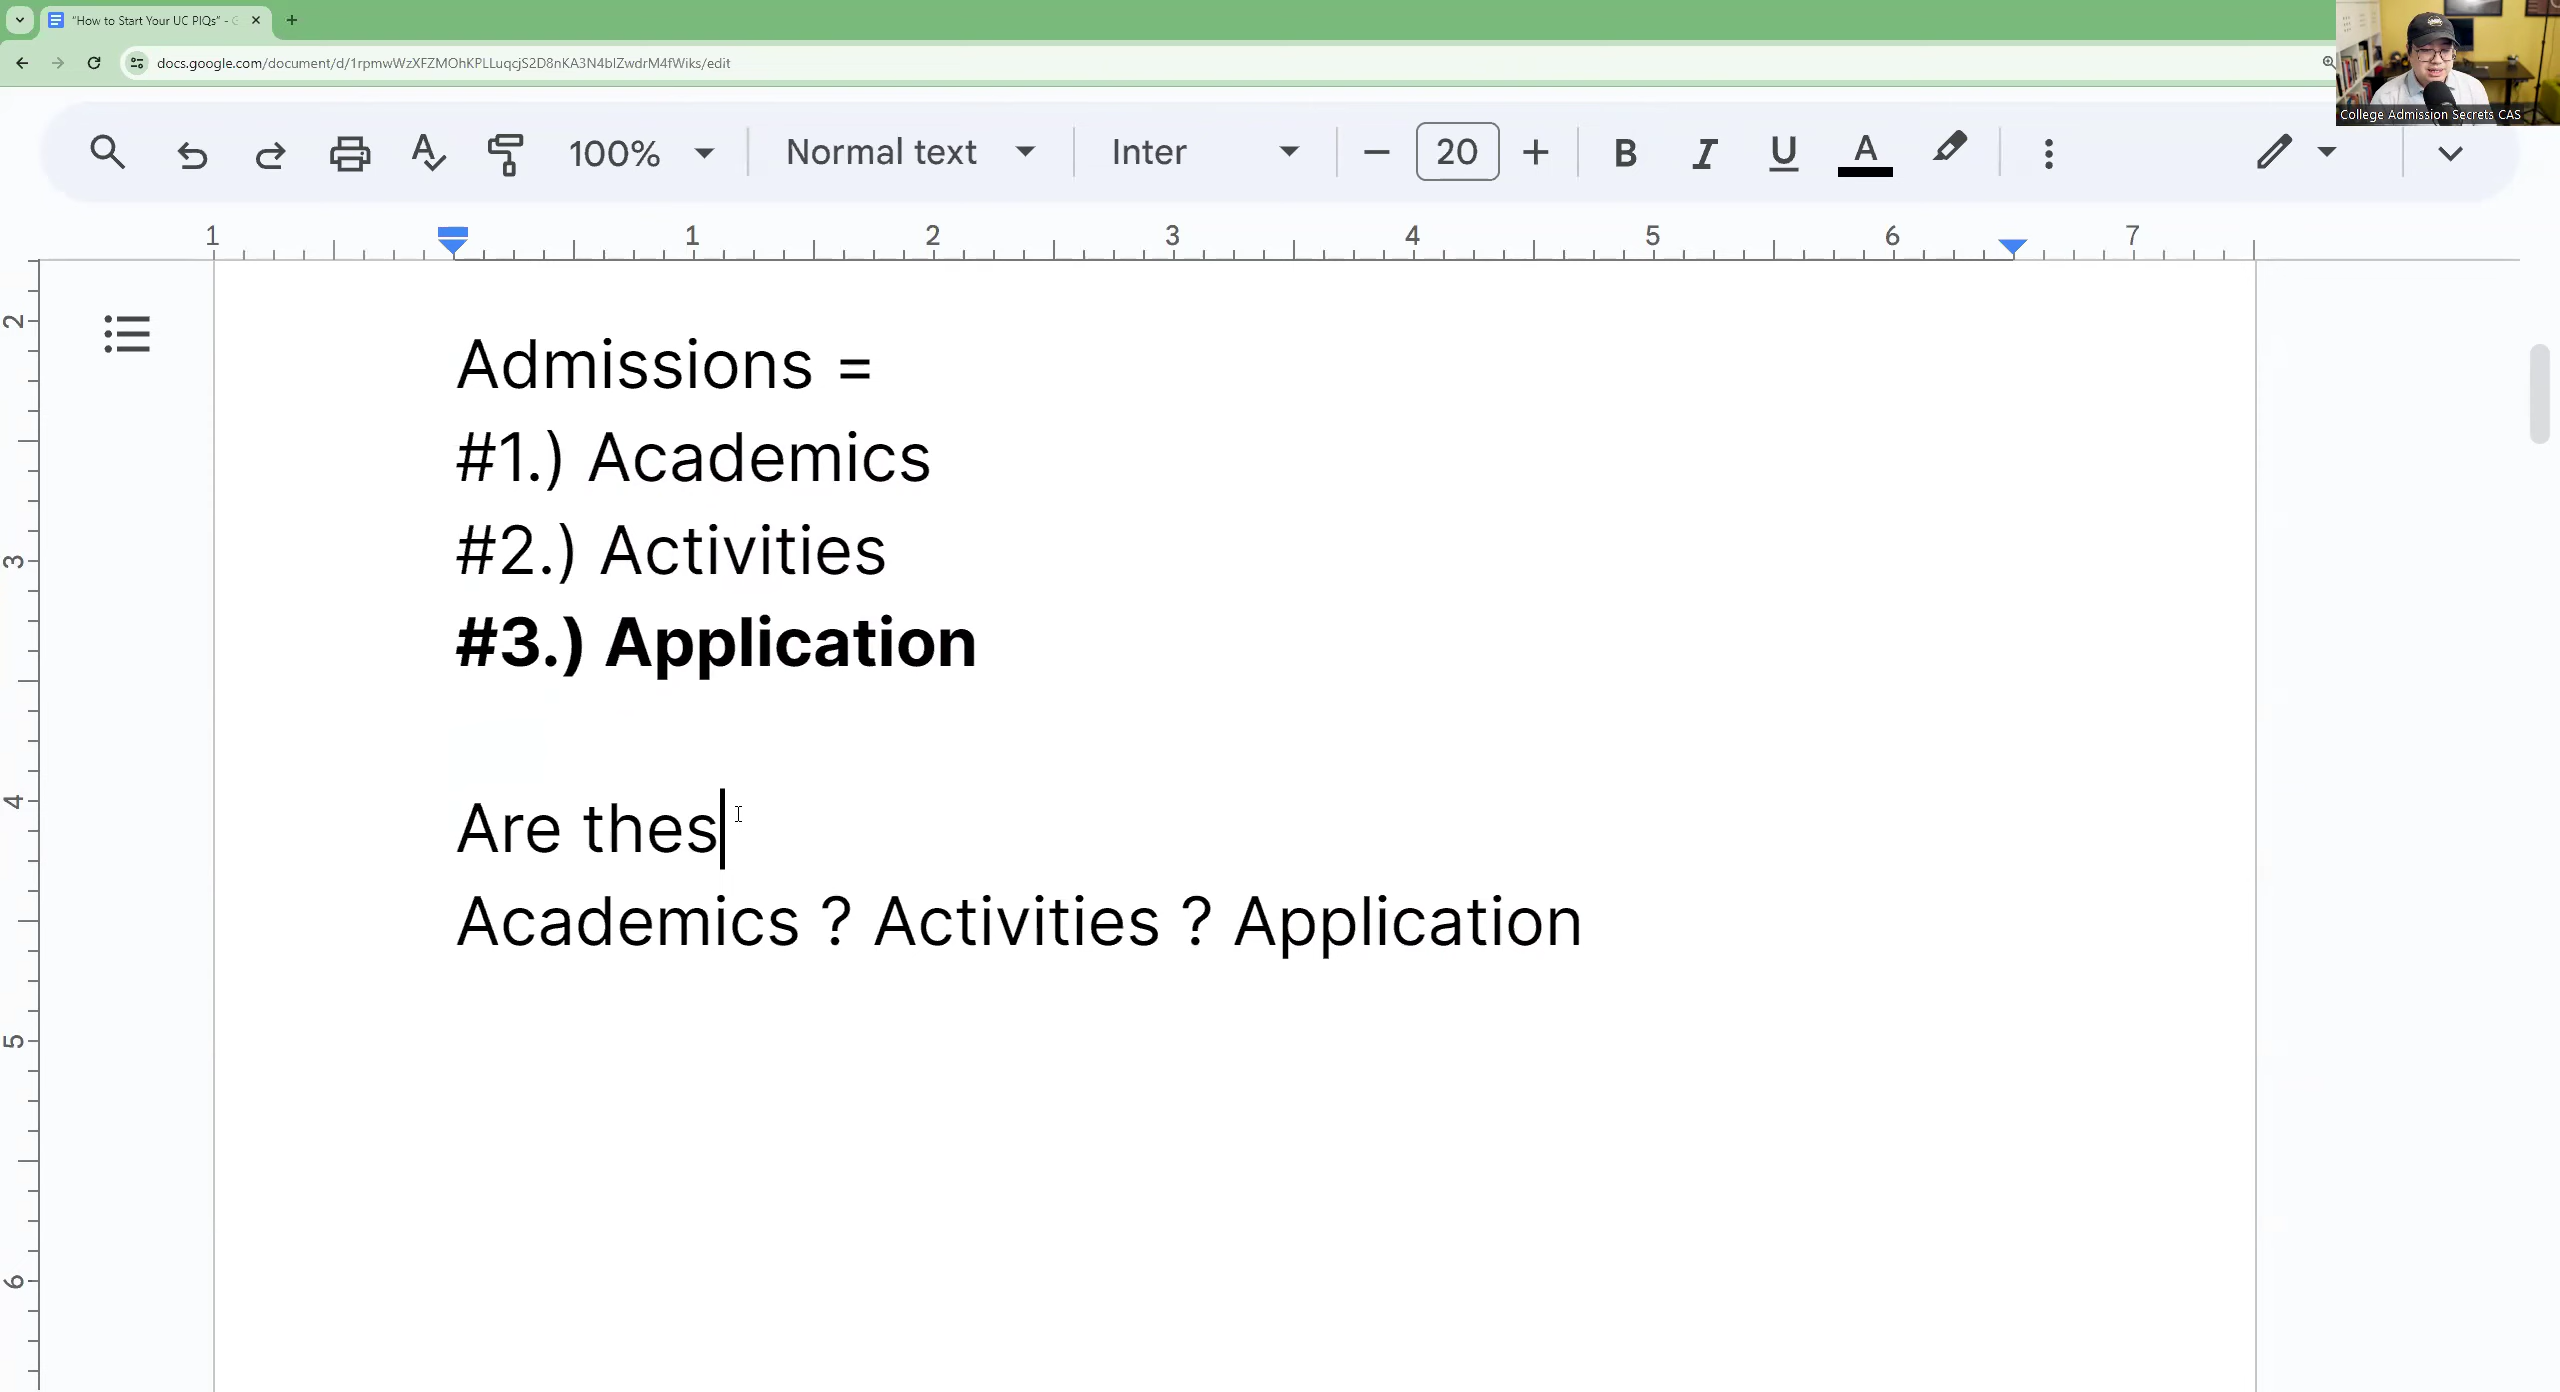 "How to Start Your UC PIQs" - G
docs.google.com/document/d/1rpmwWzXFZMOhKPLLuqcjS2D8nKA3N4blZwdrM4fWiks/edit
College Admission Secrets CAS
100% Normal text Inter 20 B I U A
1 1 2 3 4 5 6 7
2
3
4
5
6
Admissions =
#1.) Academics
#2.) Activities
#3.) Application
Are thes
Academics ? Activities ? Application